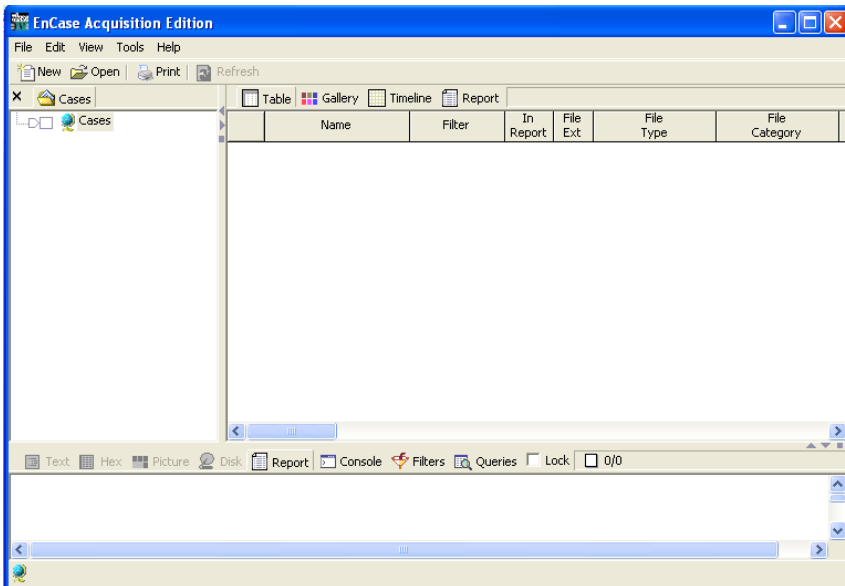 EnCase Acquisition Edition
File Edit View Tools Help
New Open Print Refresh
Cases Table Gallery Timeline Report
Cases
Name Filter In Report File Ext File Type File Category
Text Hex Picture Disk Report Console Filters Queries Lock 0/0